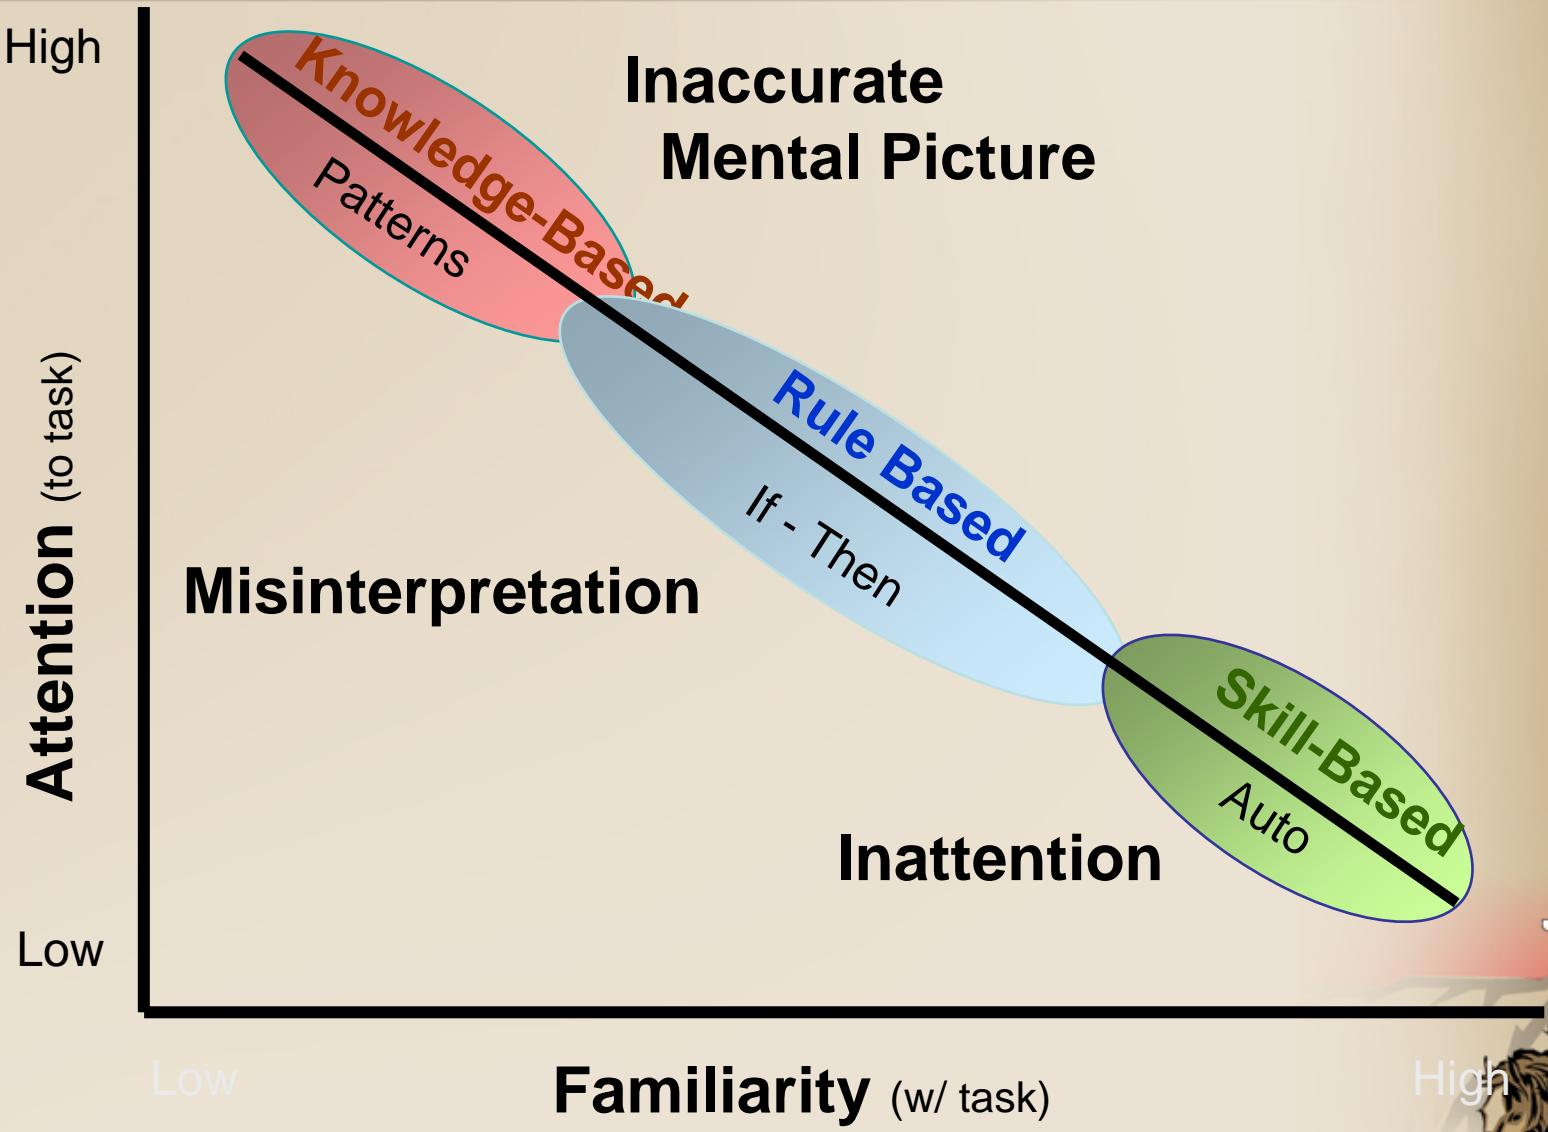 High
Inaccurate
Mental Picture
Knowledge-Based
Patterns
Attention (to task)
Rule Based
If - Then
Misinterpretation
Skill-Based
Auto
Inattention
Low
Low
Familiarity (w/ task)
High